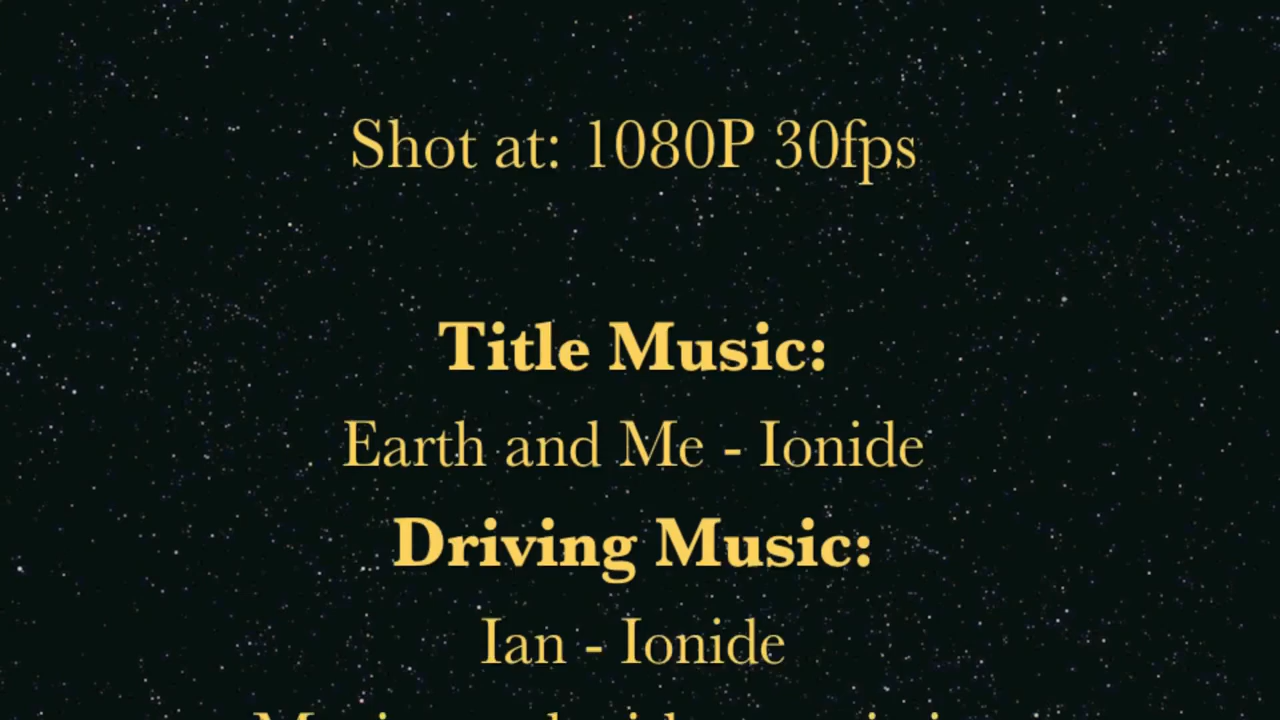 Shot at: 1080P 30fps
Title Music:
Earth and Me - Ionide
Driving Music:
Ian - Ionide